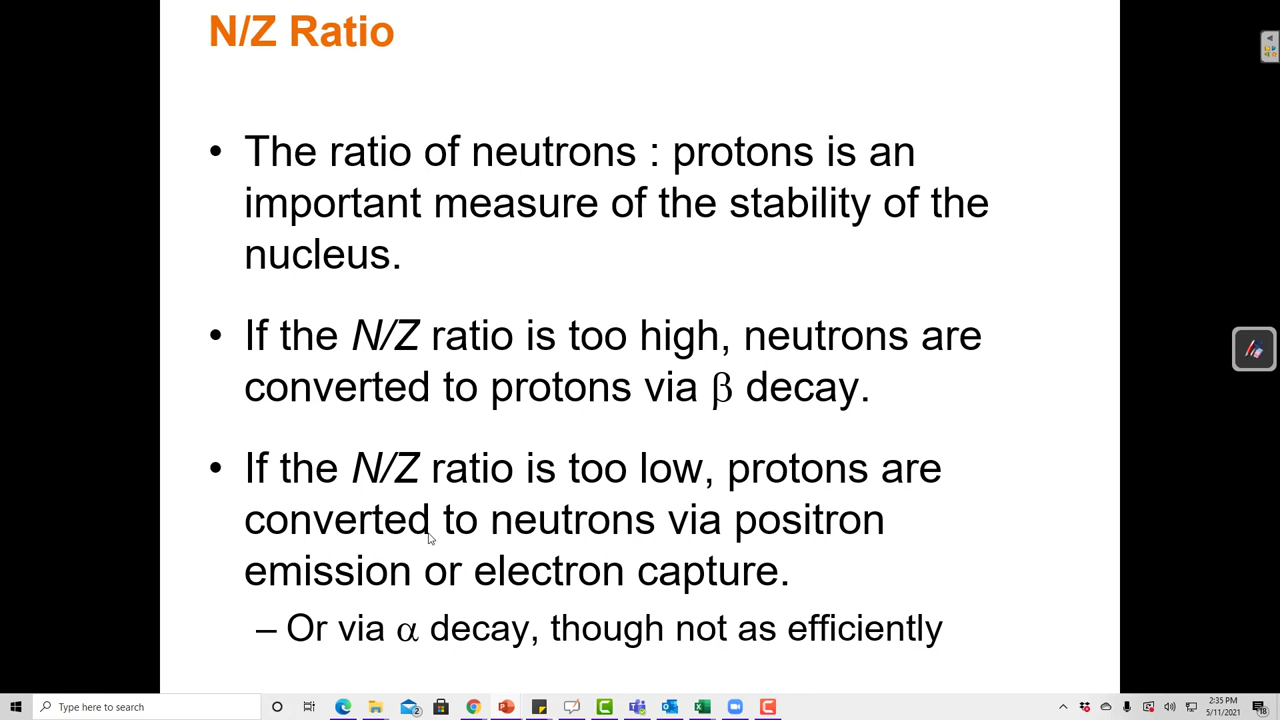 N/Z Ratio
• The ratio of neutrons : protons is an
important measure of the stability of the
nucleus.
• If the N/Z ratio is too high, neutrons are
converted to protons via β decay.
• If the N/Z ratio is too low, protons are
converted to neutrons via positron
emission or electron capture.
– Or via α decay, though not as efficiently
Type here to search
2
2:35 PM
5/11/2021
18